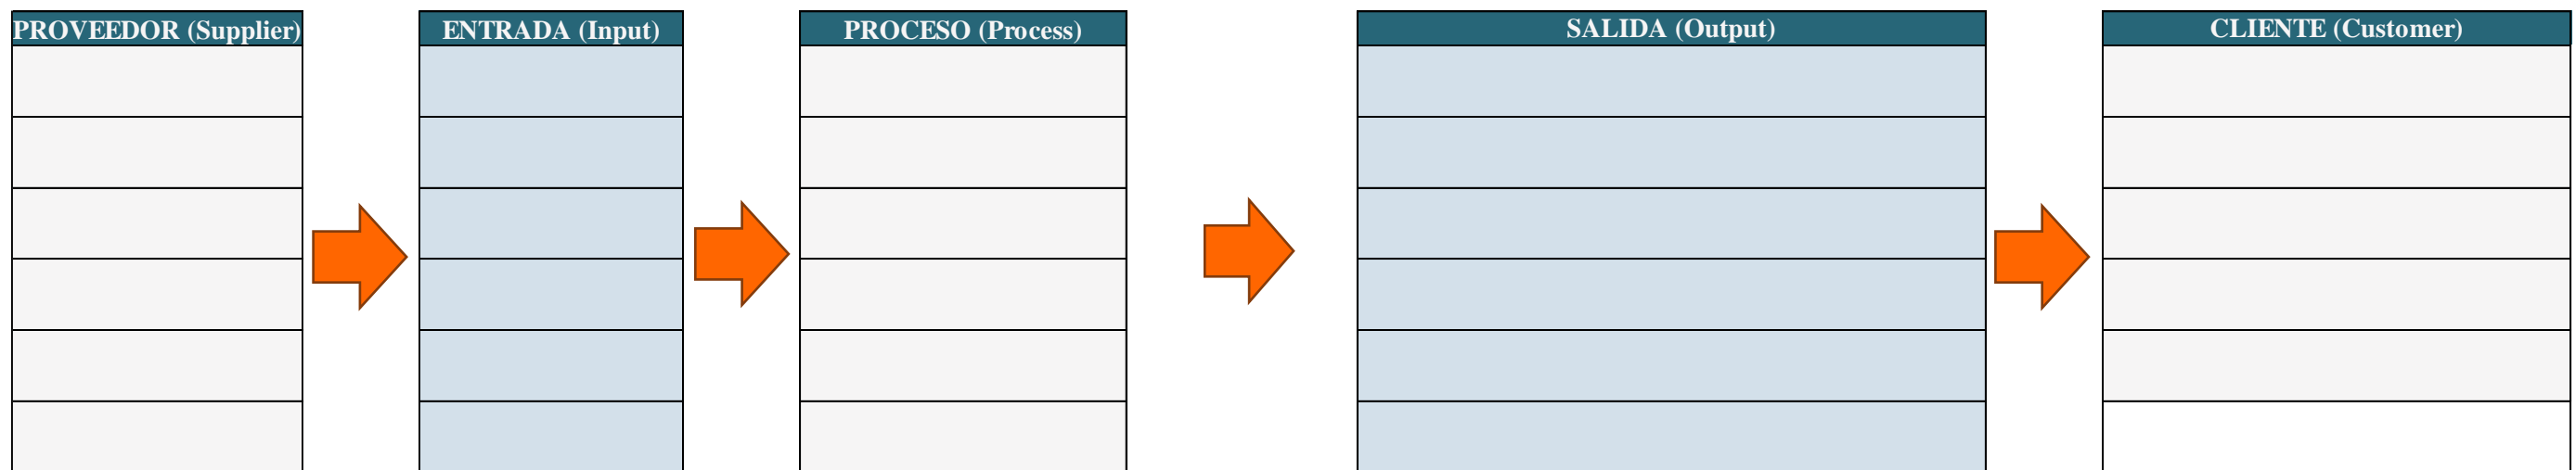 PROVEEDOR (Supplier)
ENTRADA (Input)
PROCESO (Process)
SALIDA (Output)
CLIENTE (Customer)